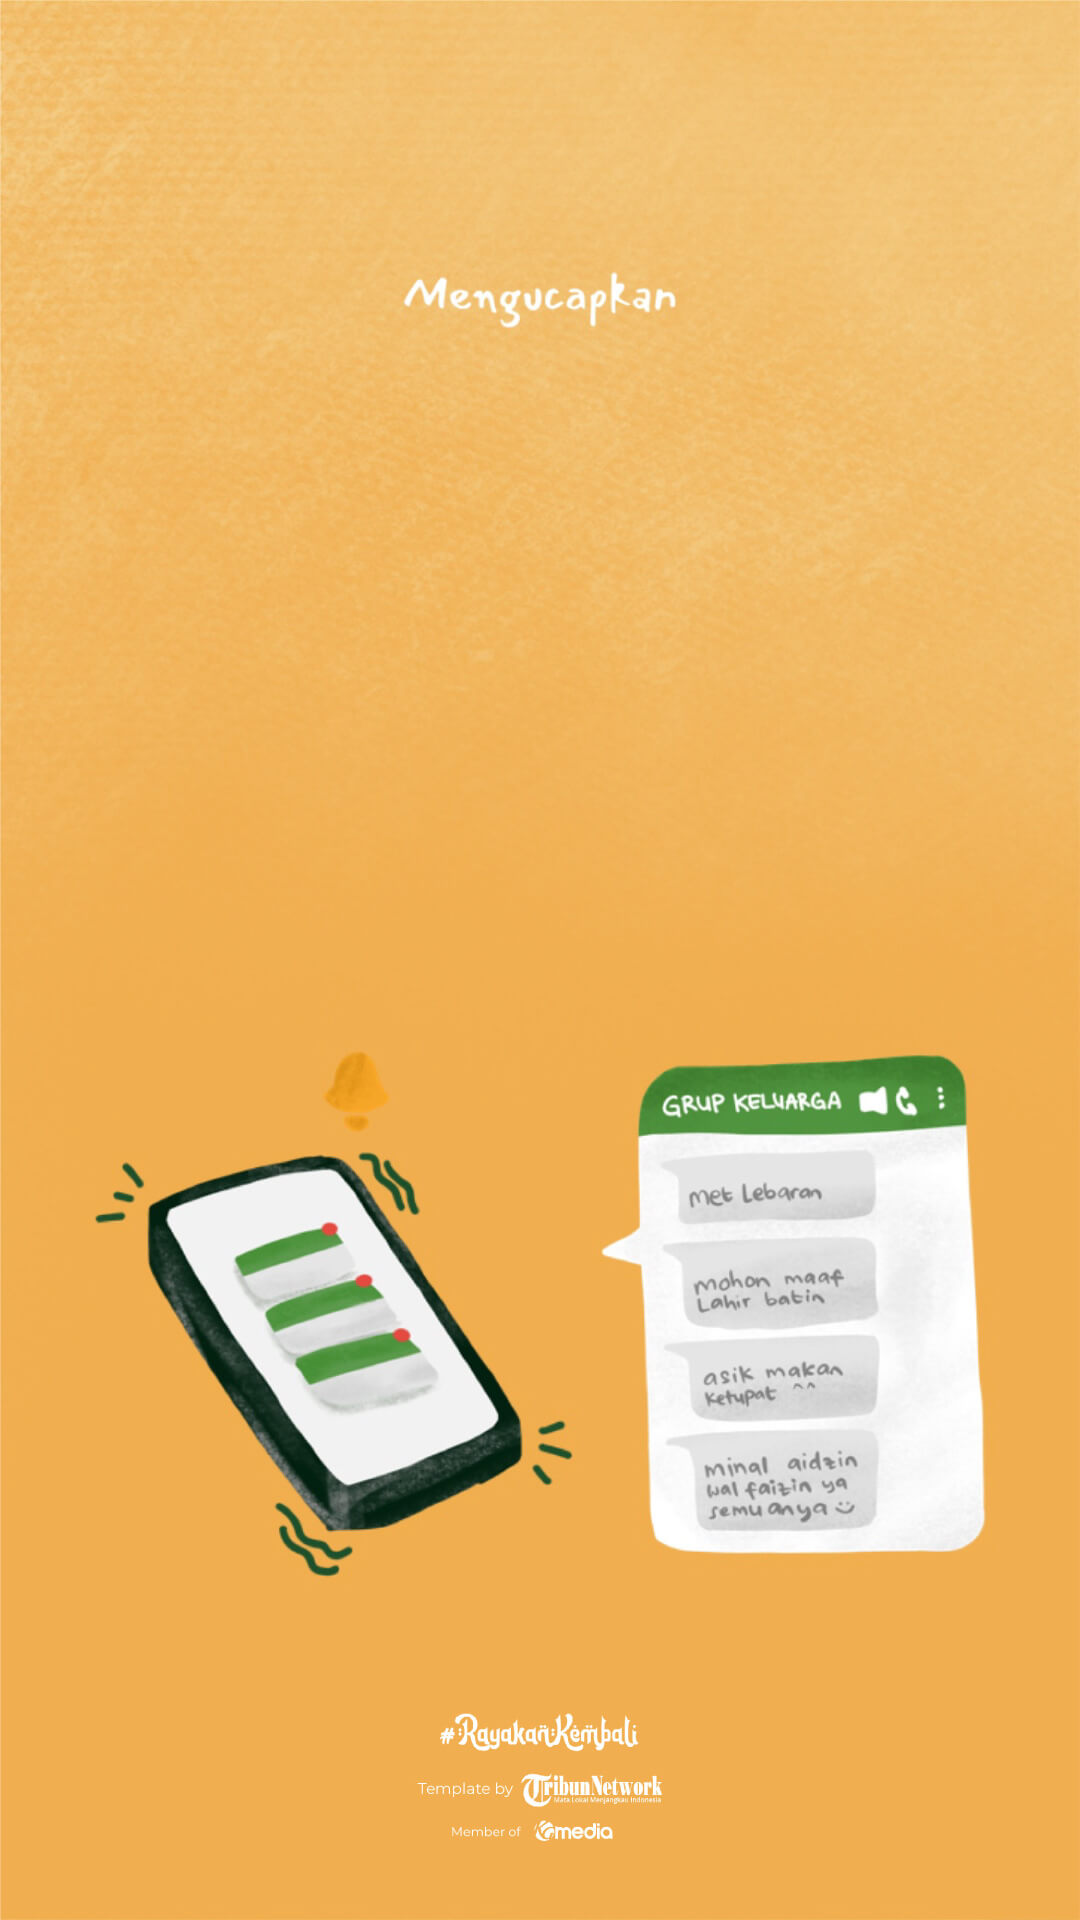 Mengucapkan
GRUP KELUARGA
met Lebaran
mohon maaf
Lahir batin
asik makan
ketupat ^^
minal aidzin
wal faizin ya
semuanya
#RayakanKembali
Template by TribunNetwork
Mata Lokal Menjangkau Indonesia
Member of KGmedia